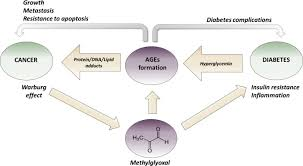 Growth
Metastasis
Resistance to apoptosis
Diabetes complications
CANCER
Protein/DNA/Lipid
adducts
AGEs
formation
Hyperglycemia
DIABETES
Warburg
effect
H₃C
O
O
H
Insulin resistance
Inflammation
Methylglyoxal